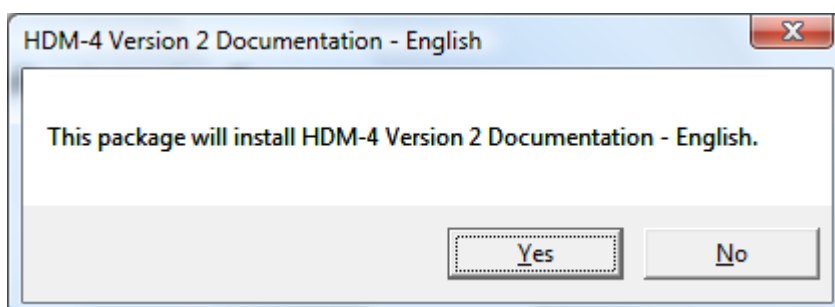 HDM-4 Version 2 Documentation - English
This package will install HDM-4 Version 2 Documentation - English.
Yes
No